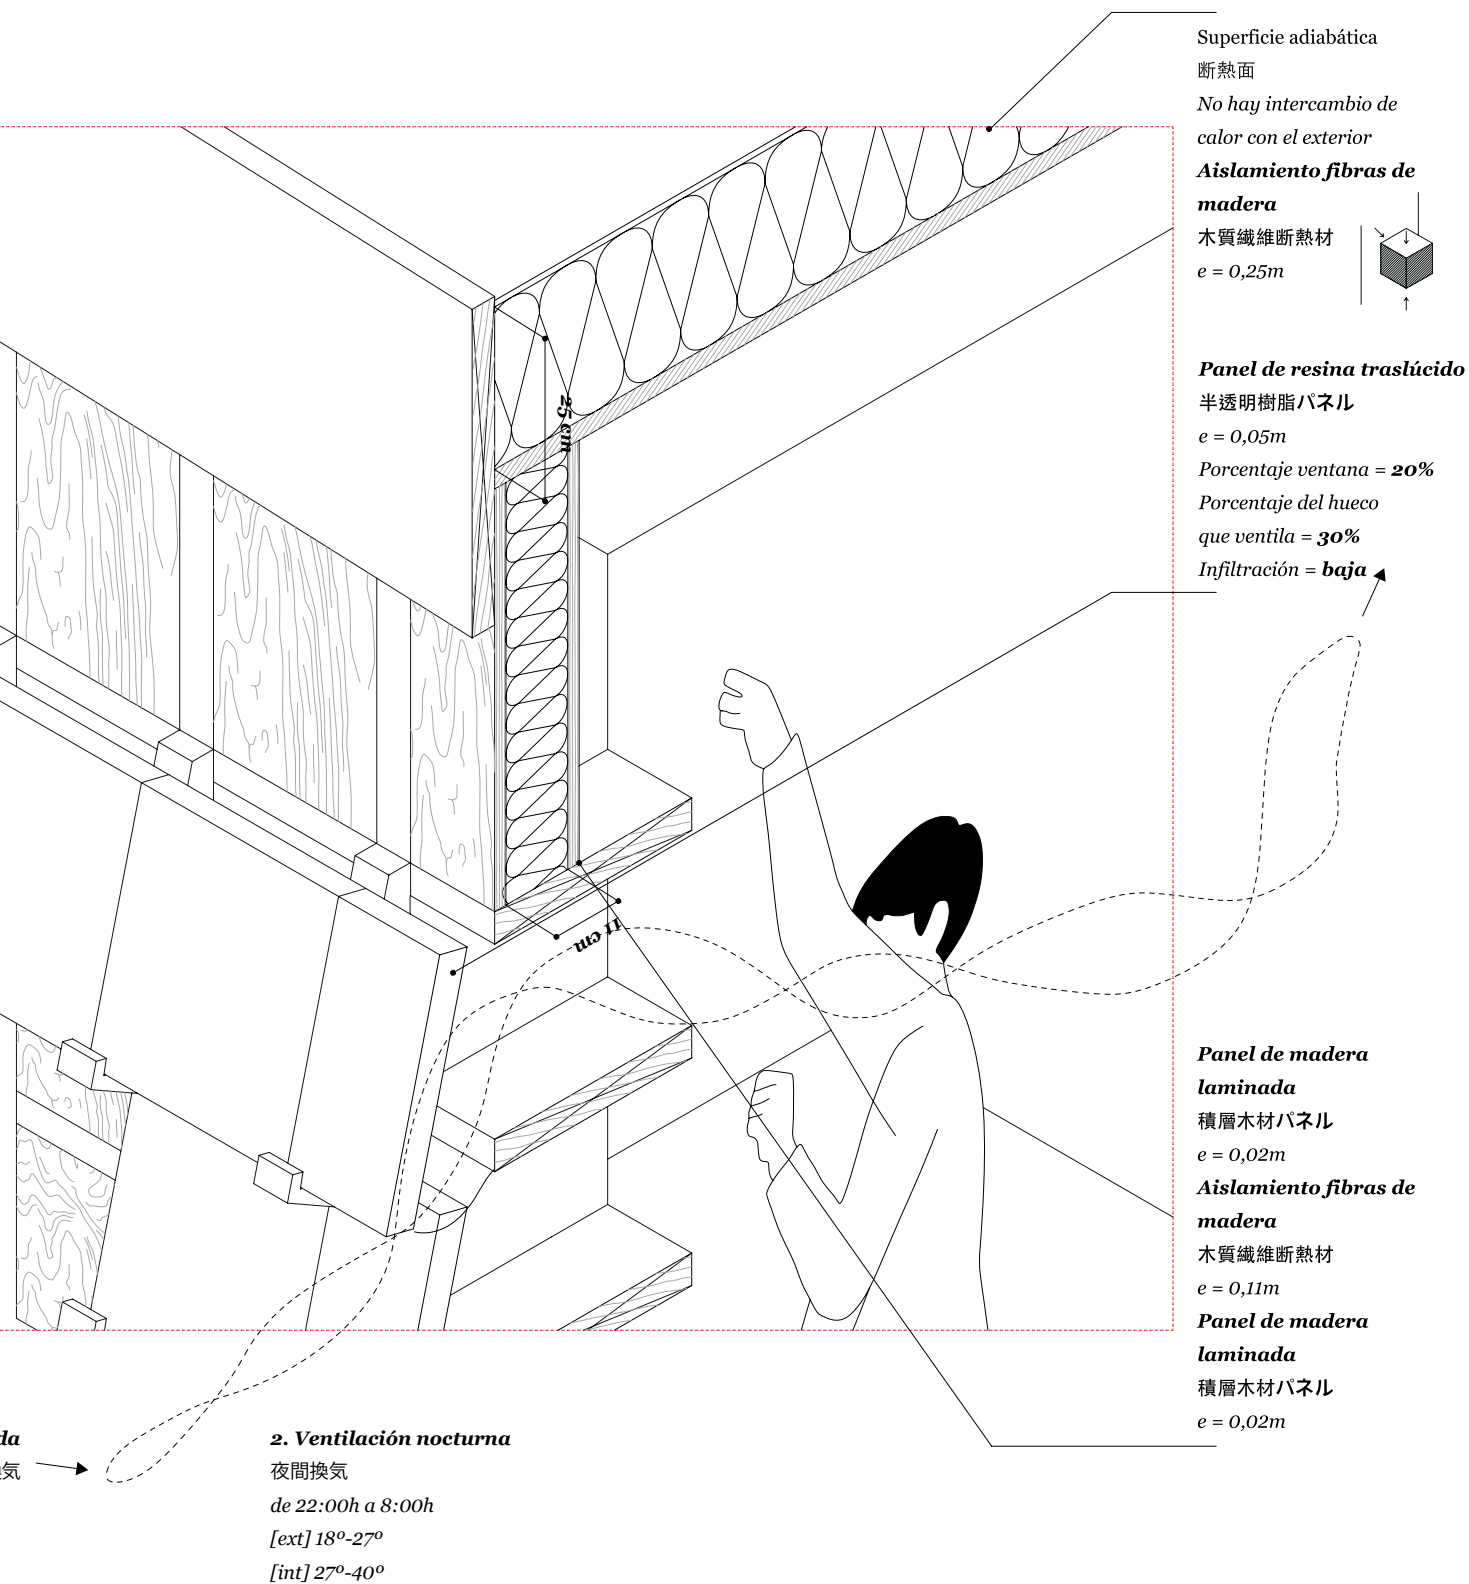 Superficie adiabática
断熱面
No hay intercambio de
calor con el exterior
Aislamiento fibras de
madera
木質繊維断熱材
e = 0,25m
Panel de resina traslúcido
半透明樹脂パネル
e = 0,05m
Porcentaje ventana = 20%
Porcentaje del hueco
que ventila = 30%
Infiltración = baja
25 cm
11 cm
Panel de madera
laminada
積層木材パネル
e = 0,02m
Aislamiento fibras de
madera
木質繊維断熱材
e = 0,11m
Panel de madera
laminada
積層木材パネル
e = 0,02m
da
気
2. Ventilación nocturna
夜間換気
de 22:00h a 8:00h
[ext] 18º-27º
[int] 27º-40º